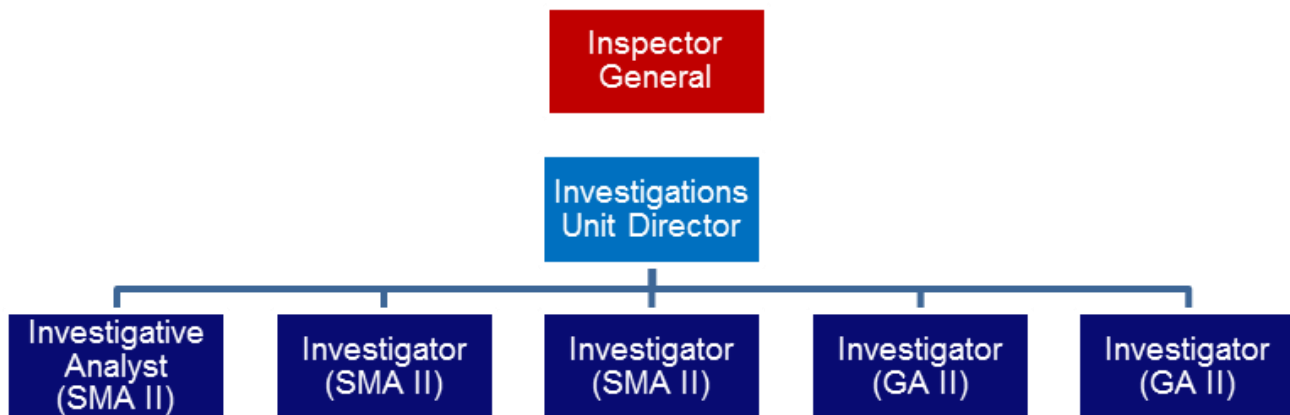 Inspector
General
Investigations
Unit Director
Investigative
Analyst
(SMA II)
Investigator
(SMA II)
Investigator
(SMA II)
Investigator
(GA II)
Investigator
(GA II)